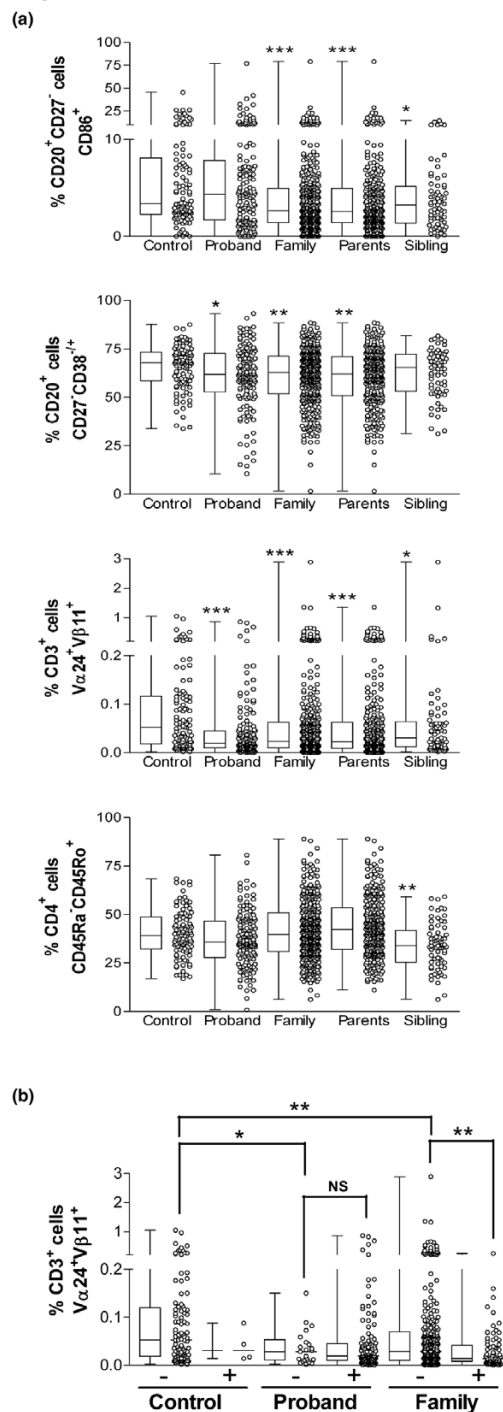 (a)
% CD20⁺CD27⁻ cells
CD86⁺
100
75
50
25
10
5
0
***
***
*
Control Proband Family Parents Sibling
% CD20⁺ cells
CD27⁻CD38⁻/⁺
100
75
50
25
0
*
**
**
Control Proband Family Parents Sibling
% CD3⁺ cells
Vα24⁺Vβ11⁺
3
2
1
0.2
0.1
0.0
***
***
***
*
Control Proband Family Parents Sibling
% CD4⁺ cells
CD45Ra⁻CD45Ro⁺
100
75
50
25
0
**
Control Proband Family Parents Sibling
(b)
**
*
**
NS
% CD3⁺ cells
Vα24⁺Vβ11⁺
3
2
1
0.2
0.1
0.0
- + - + - +
Control Proband Family